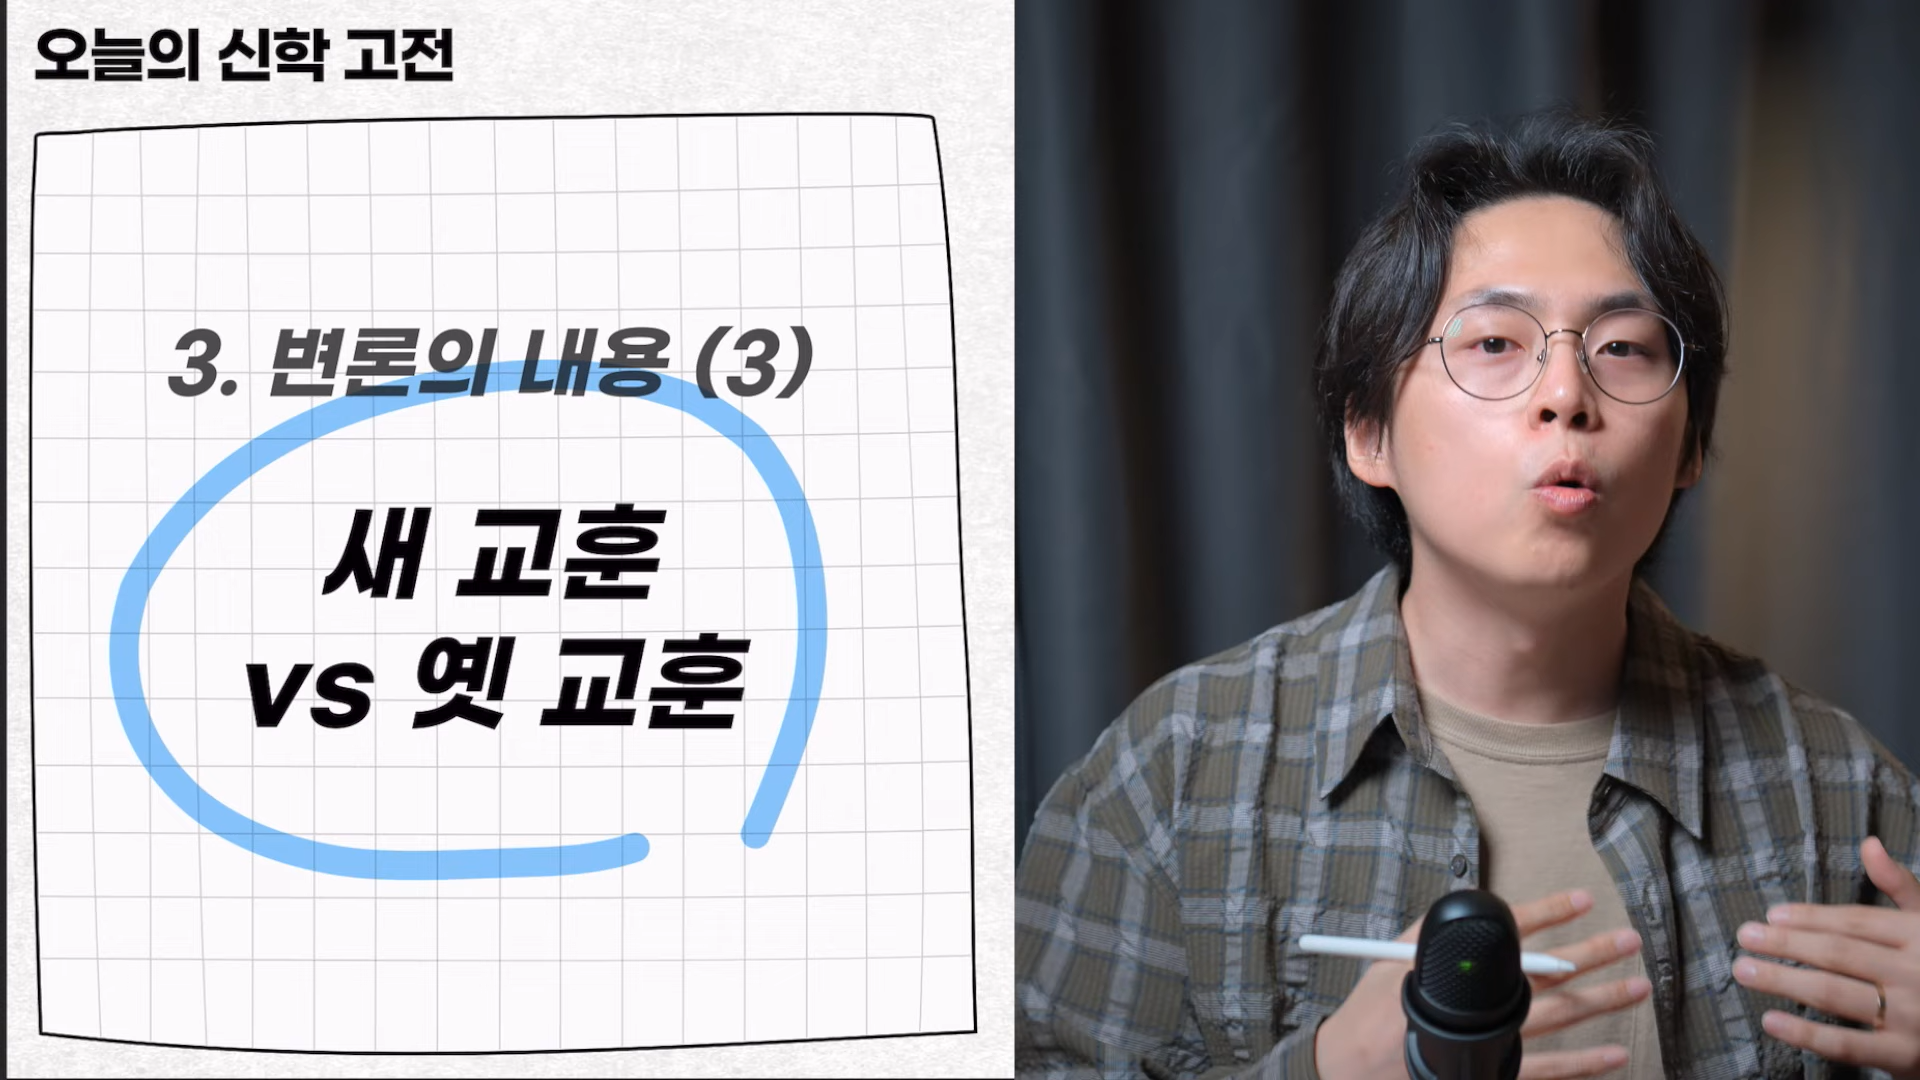 오늘의 신학 고전
3. 변론의 내용 (3)
새 교훈
vs 옛 교훈